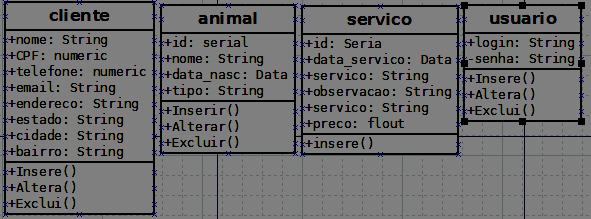 cliente
+nome: String
+CPF: numeric
+telefone: numeric
+email: String
+endereco: String
+estado: String
+cidade: String
+bairro: String
+Insere()
+Altera()
+Exclui()
animal
+id: serial
+nome: String
+data_nasc: Data
+tipo: String
+Inserir()
+Alterar()
+Excluir()
servico
+id: Seria
+data_servico: Data
+servico: String
+observacao: String
+servico: String
+preco: flout
+insere()
usuario
+login: String
-senha: String
+Insere()
+Altera()
+Exclui()